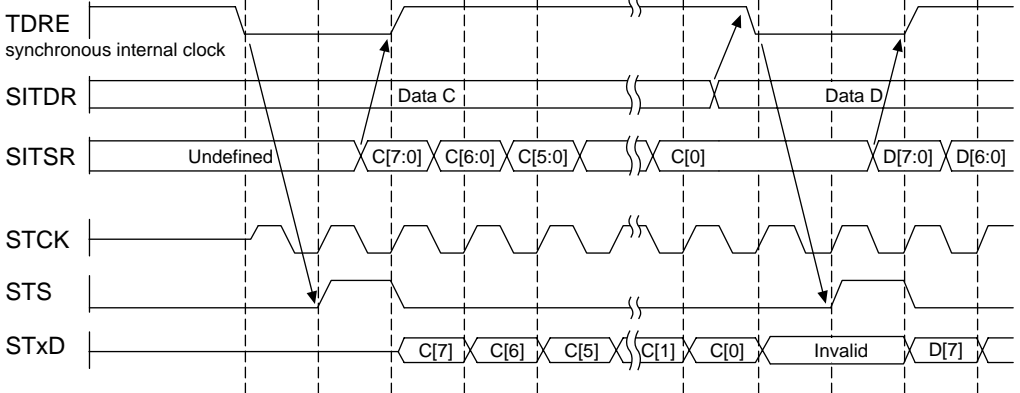 TDRE
synchronous internal clock
SITDR Data C Data D
SITSR Undefined C[7:0] C[6:0] C[5:0] C[0] D[7:0] D[6:0]
STCK
STS
STxD C[7] C[6] C[5] C[1] C[0] Invalid D[7]